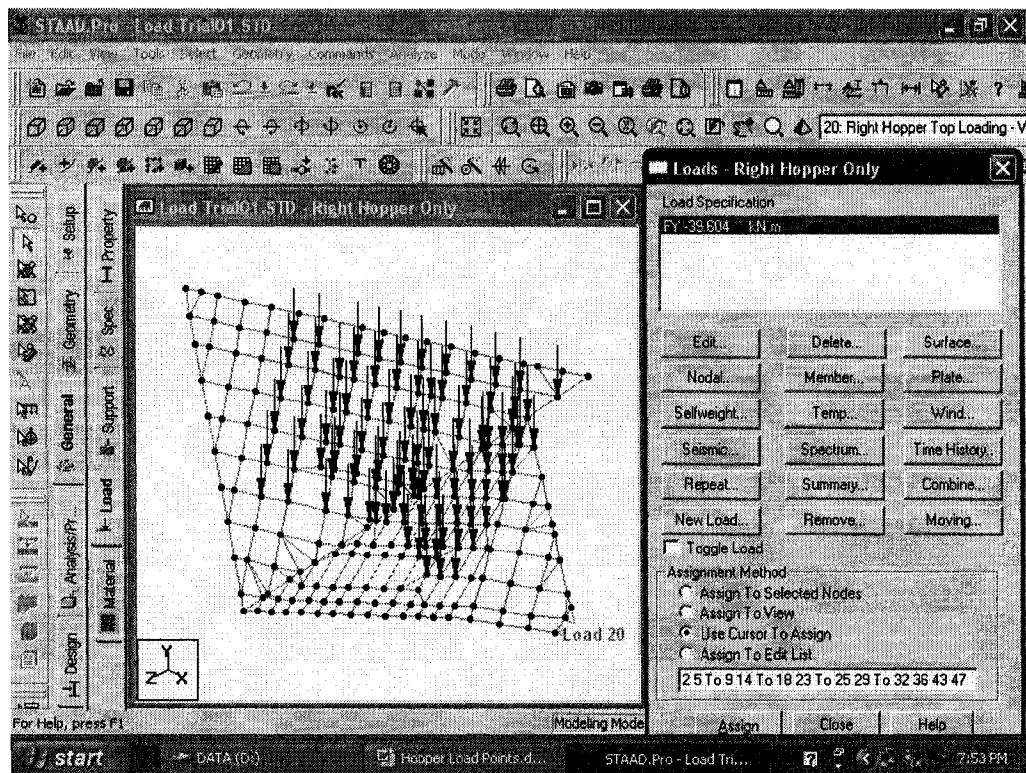 STAAD.Pro - Load Trial01.STD
File Edit View Tools Select Geometry Commands Analyze Mode Window Help
20: Right Hopper Top Loading - V
Loads - Right Hopper Only
Load Specification
FY -39.604 kN m
Edit... Delete... Surface...
Nodal... Member... Plate...
Selfweight... Temp... Wind...
Seismic... Spectrum... Time History..
Repeat... Summary... Combine...
New Load... Remove... Moving...
Toggle Load
Assignment Method
Assign To Selected Nodes
Assign To View
Use Cursor To Assign
Assign To Edit List
2 5 To 9 14 To 18 23 To 25 29 To 32 36 43 47
Assign Close Help
Load Trial01.STD - Right Hopper Only
Setup
Geometry
General
Analysis/Pr...
Design
Property
Spec
Support
Load
Material
Load 20
Y
Z X
For Help, press F1
Modeling Mode
start
DATA (D:)
Hopper Load Points.d...
STAAD.Pro - Load Tri...
7:53 PM